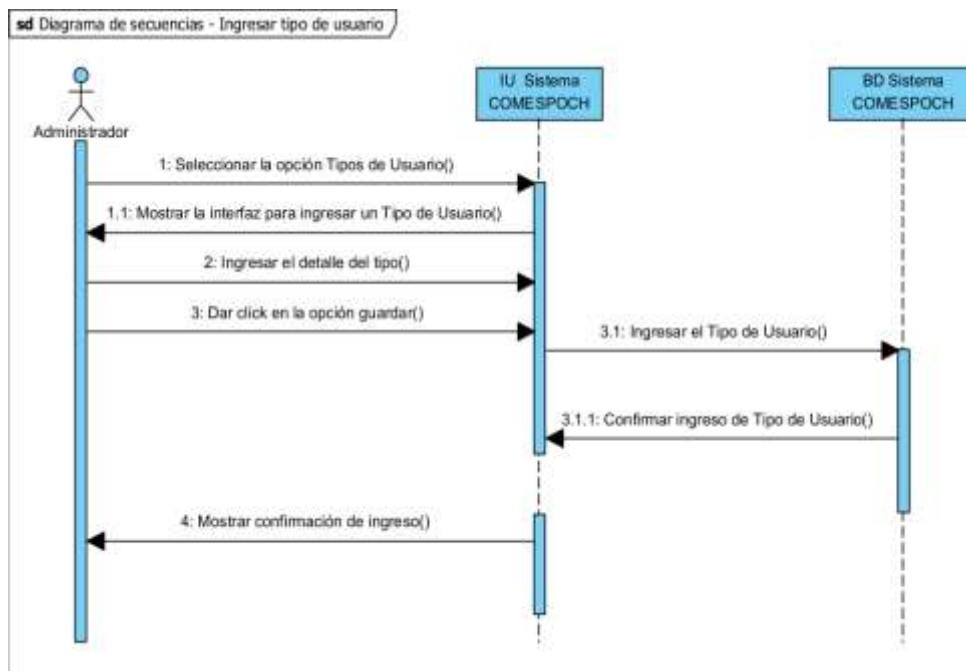 sd Diagrama de secuencias - Ingresar tipo de usuario
IU Sistema
COMESPOCH
BD Sistema
COMESPOCH
Administrador
1: Seleccionar la opción Tipos de Usuario()
1.1: Mostrar la interfaz para ingresar un Tipo de Usuario()
2: Ingresar el detalle del tipo()
3: Dar click en la opción guardar()
3.1: Ingresar el Tipo de Usuario()
3.1.1: Confirmar ingreso de Tipo de Usuario()
4: Mostrar confirmación de ingreso()